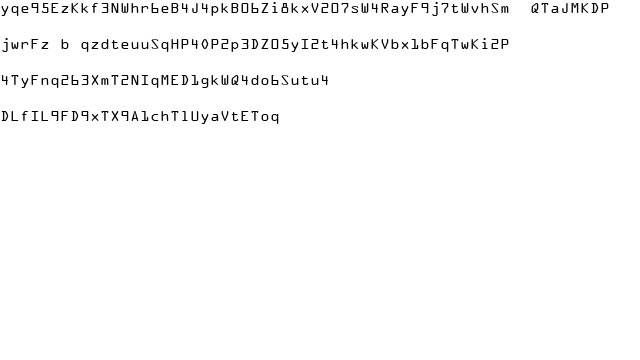 yqe95EzKkf3NWhr6eB4J4pkB06Zi8kxV207sW4RayF9j7tWvhSm  QTaJMKDP
jwrFz b qzdteuuSqHP40P2p3DZ05yI2t4hkwKVbx1bFqTwKi2P
4TyFnq263XmT2NIqMED1gkWQ4do6Sutu4
DLfIL9FD9xTX9A1chT1UyaVtEToq